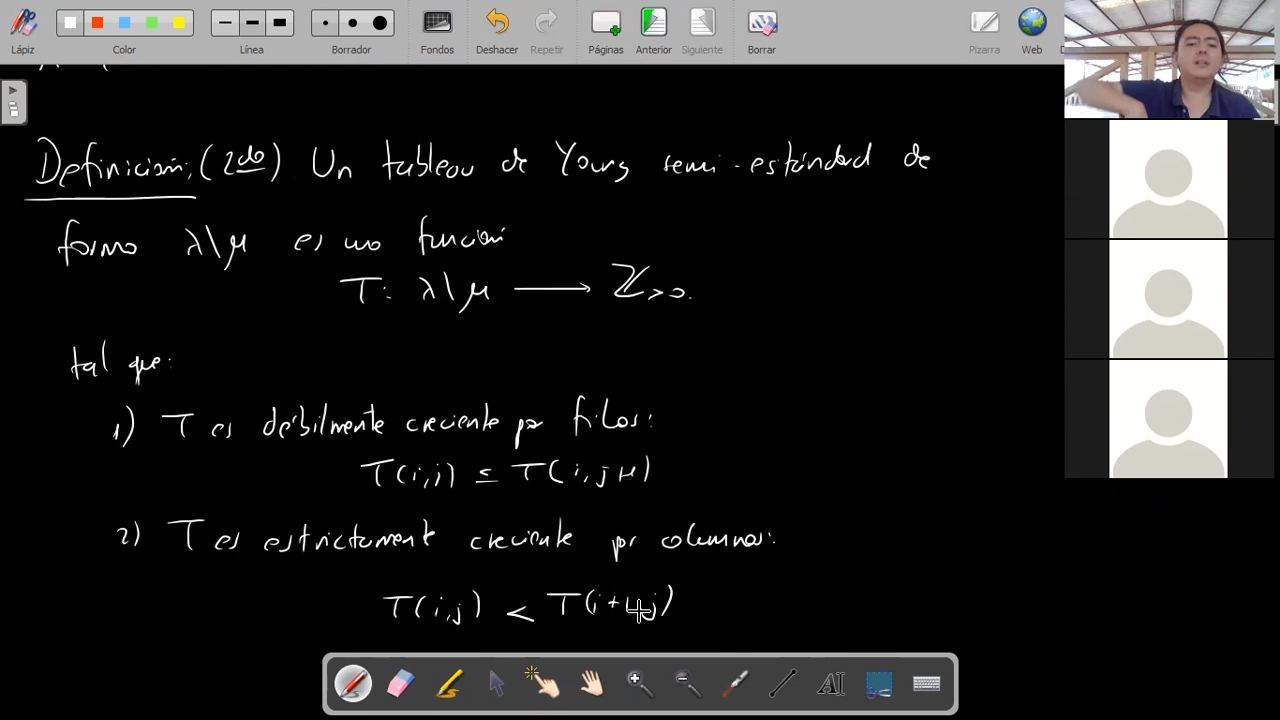 Lápiz Color Línea Borrador Fondos Deshacer Repetir Páginas Anterior Siguiente Borrar Pizarra Web
Definición: (2do) Un tableau de Young semi-estándad de
forma λ\μ es una función
T: λ\μ ⟶ ℤ>0.
tal que:
1) T es débilmente creciente por filas:
T(i,j) ≤ T(i,j+1)
2) T es estrictamente creciente por columnas:
T(i,j) < T(i+1,j)